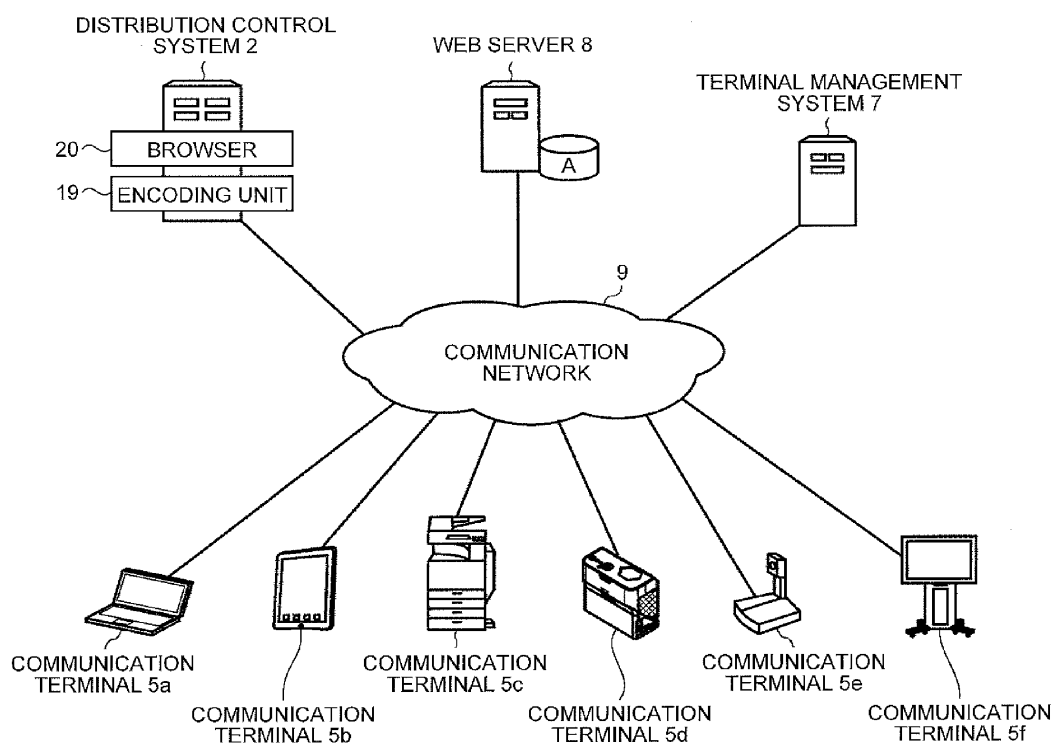 DISTRIBUTION CONTROL
SYSTEM 2
WEB SERVER 8
TERMINAL MANAGEMENT
SYSTEM 7
20
BROWSER
A
19
ENCODING UNIT
9
COMMUNICATION
NETWORK
COMMUNICATION
TERMINAL 5a
COMMUNICATION
TERMINAL 5b
COMMUNICATION
TERMINAL 5c
COMMUNICATION
TERMINAL 5d
COMMUNICATION
TERMINAL 5e
COMMUNICATION
TERMINAL 5f